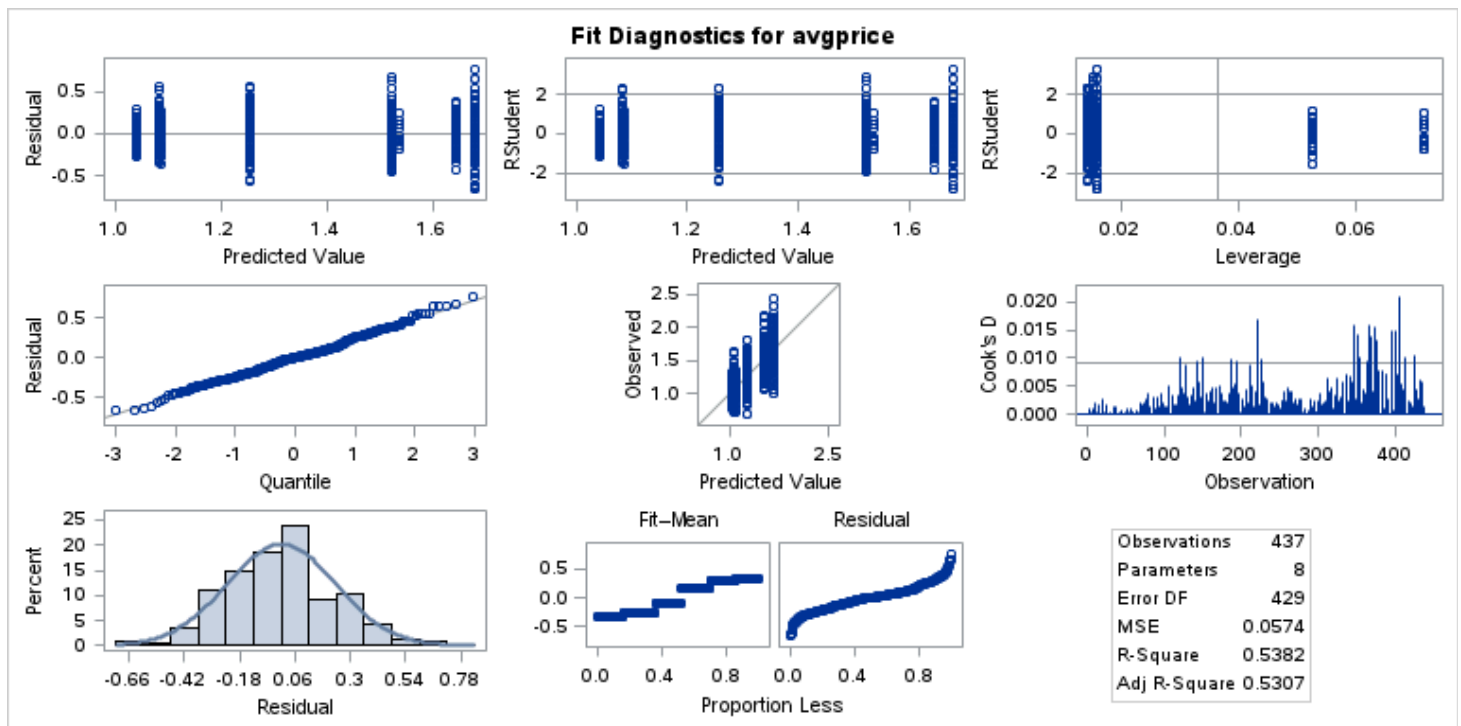 Fit Diagnostics for avgprice
Residual
0.5
0.0
-0.5
1.0 1.2 1.4 1.6
Predicted Value
RStudent
2
0
-2
1.0 1.2 1.4 1.6
Predicted Value
RStudent
2
0
-2
0.02 0.04 0.06
Leverage
Residual
0.5
0.0
-0.5
-3 -2 -1 0 1 2 3
Quantile
Observed
2.5
2.0
1.5
1.0
1.0 2.5
Predicted Value
Cook's D
0.020
0.015
0.010
0.005
0.000
0 100 200 300 400
Observation
Percent
25
20
15
10
5
0
-0.66 -0.42 -0.18 0.06 0.3 0.54 0.78
Residual
Fit–Mean Residual
0.5
0.0
-0.5
0.0 0.4 0.8 0.0 0.4 0.8
Proportion Less
Observations 437
Parameters 8
Error DF 429
MSE 0.0574
R-Square 0.5382
Adj R-Square 0.5307